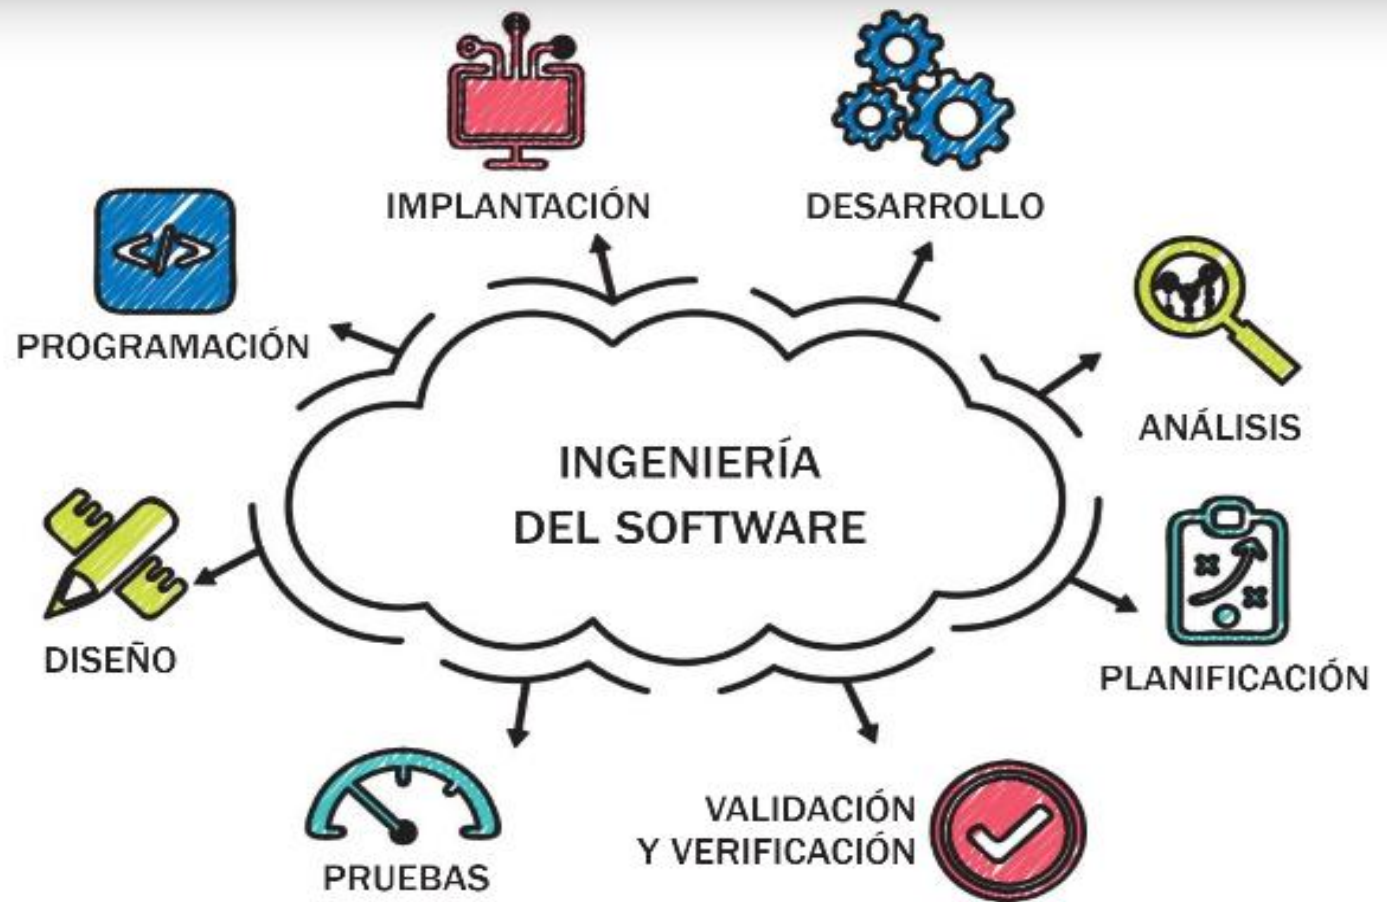 IMPLANTACIÓN
DESARROLLO
PROGRAMACIÓN
ANÁLISIS
INGENIERÍA
DEL SOFTWARE
DISEÑO
PLANIFICACIÓN
VALIDACIÓN
Y VERIFICACIÓN
PRUEBAS